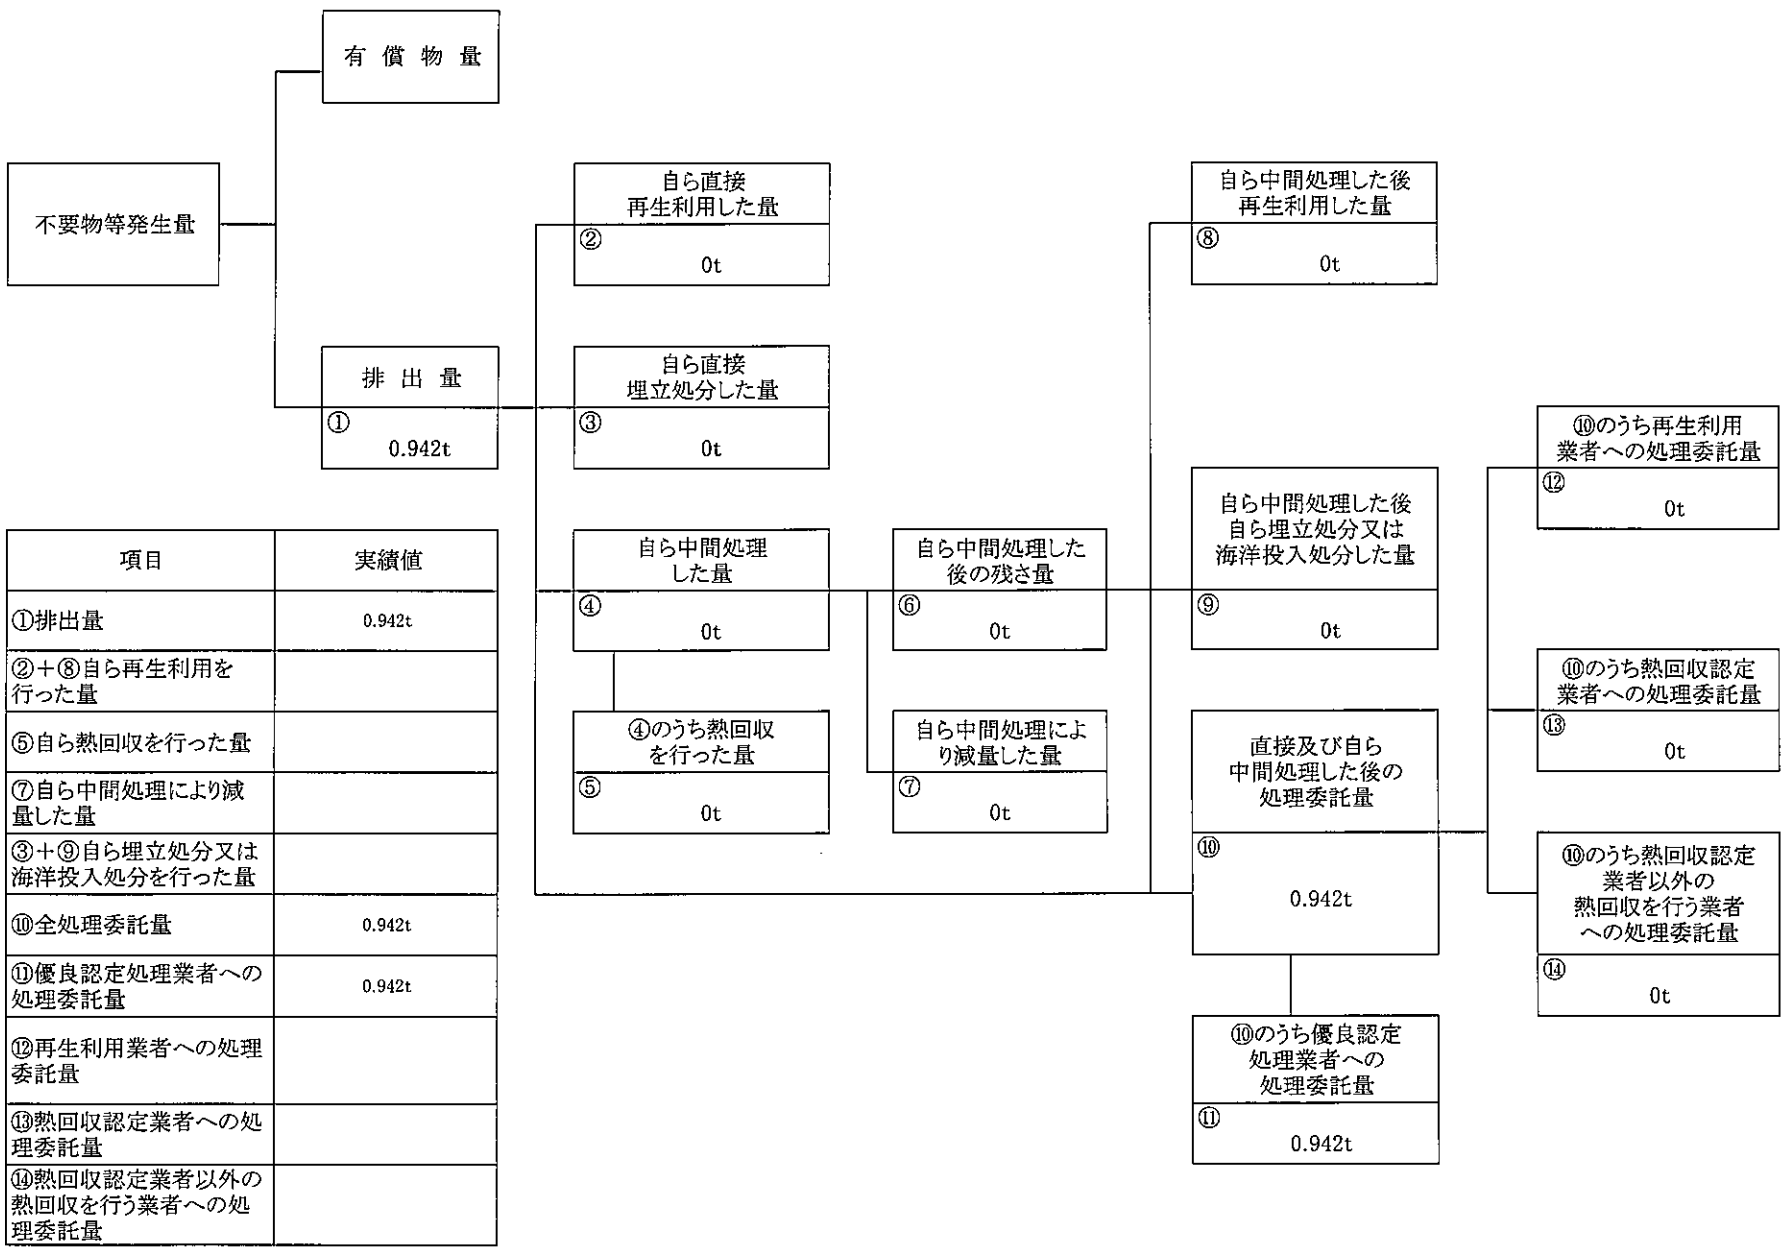 有償物量
不要物等発生量
排出量
①
0.942t
自ら直接
再生利用した量
②
0t
自ら直接
埋立処分した量
③
0t
自ら中間処理
した量
④
0t
④のうち熱回収
を行った量
⑤
0t
自ら中間処理した
後の残さ量
⑥
0t
自ら中間処理によ
り減量した量
⑦
0t
自ら中間処理した後
再生利用した量
⑧
0t
自ら中間処理した後
自ら埋立処分又は
海洋投入処分した量
⑨
0t
直接及び自ら
中間処理した後の
処理委託量
⑩
0.942t
⑩のうち優良認定
処理業者への
処理委託量
⑪
0.942t
⑩のうち再生利用
業者への処理委託量
⑫
0t
⑩のうち熱回収認定
業者への処理委託量
⑬
0t
⑩のうち熱回収認定
業者以外の
熱回収を行う業者
への処理委託量
⑭
0t
項目 実績値
①排出量 0.942t
②+⑧自ら再生利用を
行った量
⑤自ら熱回収を行った量
⑦自ら中間処理により減
量した量
③+⑨自ら埋立処分又は
海洋投入処分を行った量
⑩全処理委託量 0.942t
⑪優良認定処理業者への
処理委託量 0.942t
⑫再生利用業者への処理
委託量
⑬熱回収認定業者への処
理委託量
⑭熱回収認定業者以外の
熱回収を行う業者への処
理委託量